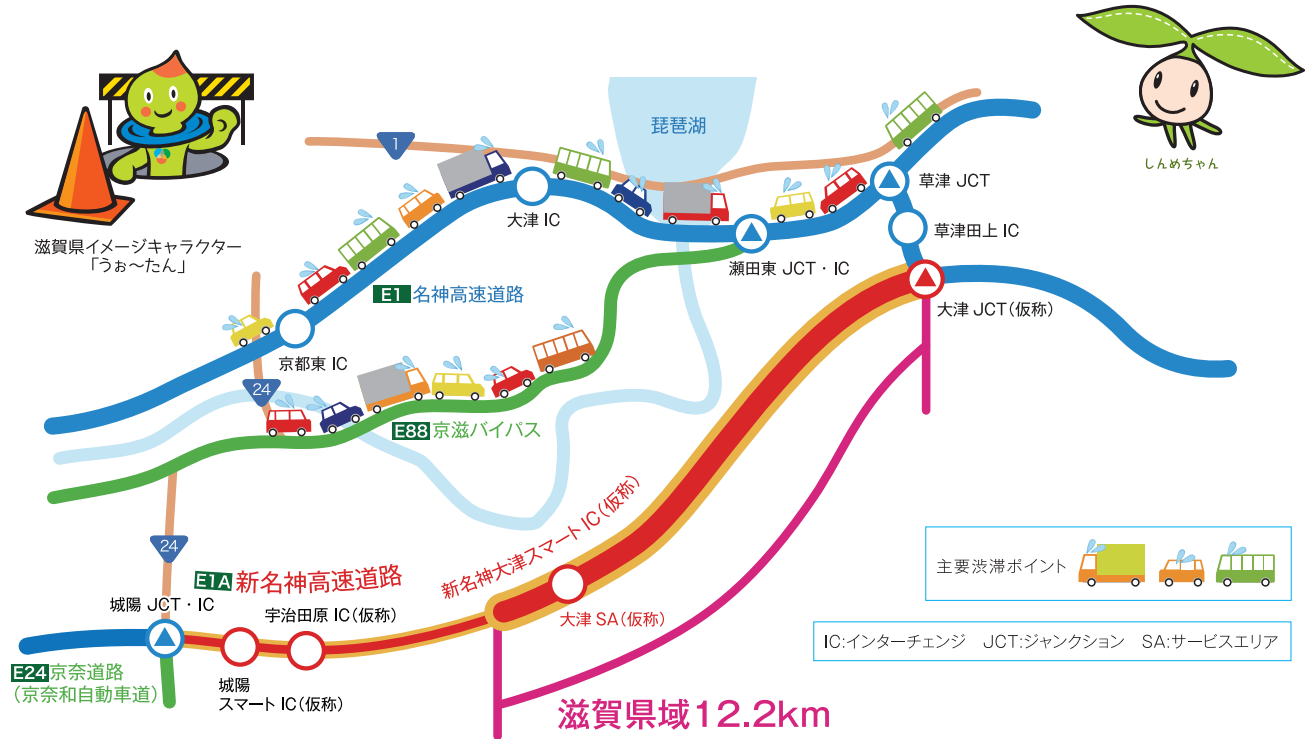 琵琶湖
1
しんめちゃん
草津 JCT
大津 IC
草津田上 IC
滋賀県イメージキャラクター
「うぉ〜たん」
瀬田東 JCT・IC
E1 名神高速道路
大津 JCT(仮称)
京都東 IC
24
E88 京滋バイパス
新名神大津スマート IC(仮称)
主要渋滞ポイント
24
E1A 新名神高速道路
城陽 JCT・IC
宇治田原 IC(仮称)
大津 SA(仮称)
IC:インターチェンジ JCT:ジャンクション SA:サービスエリア
E24 京奈道路
(京奈和自動車道)
城陽
スマート IC(仮称)
滋賀県域12.2km